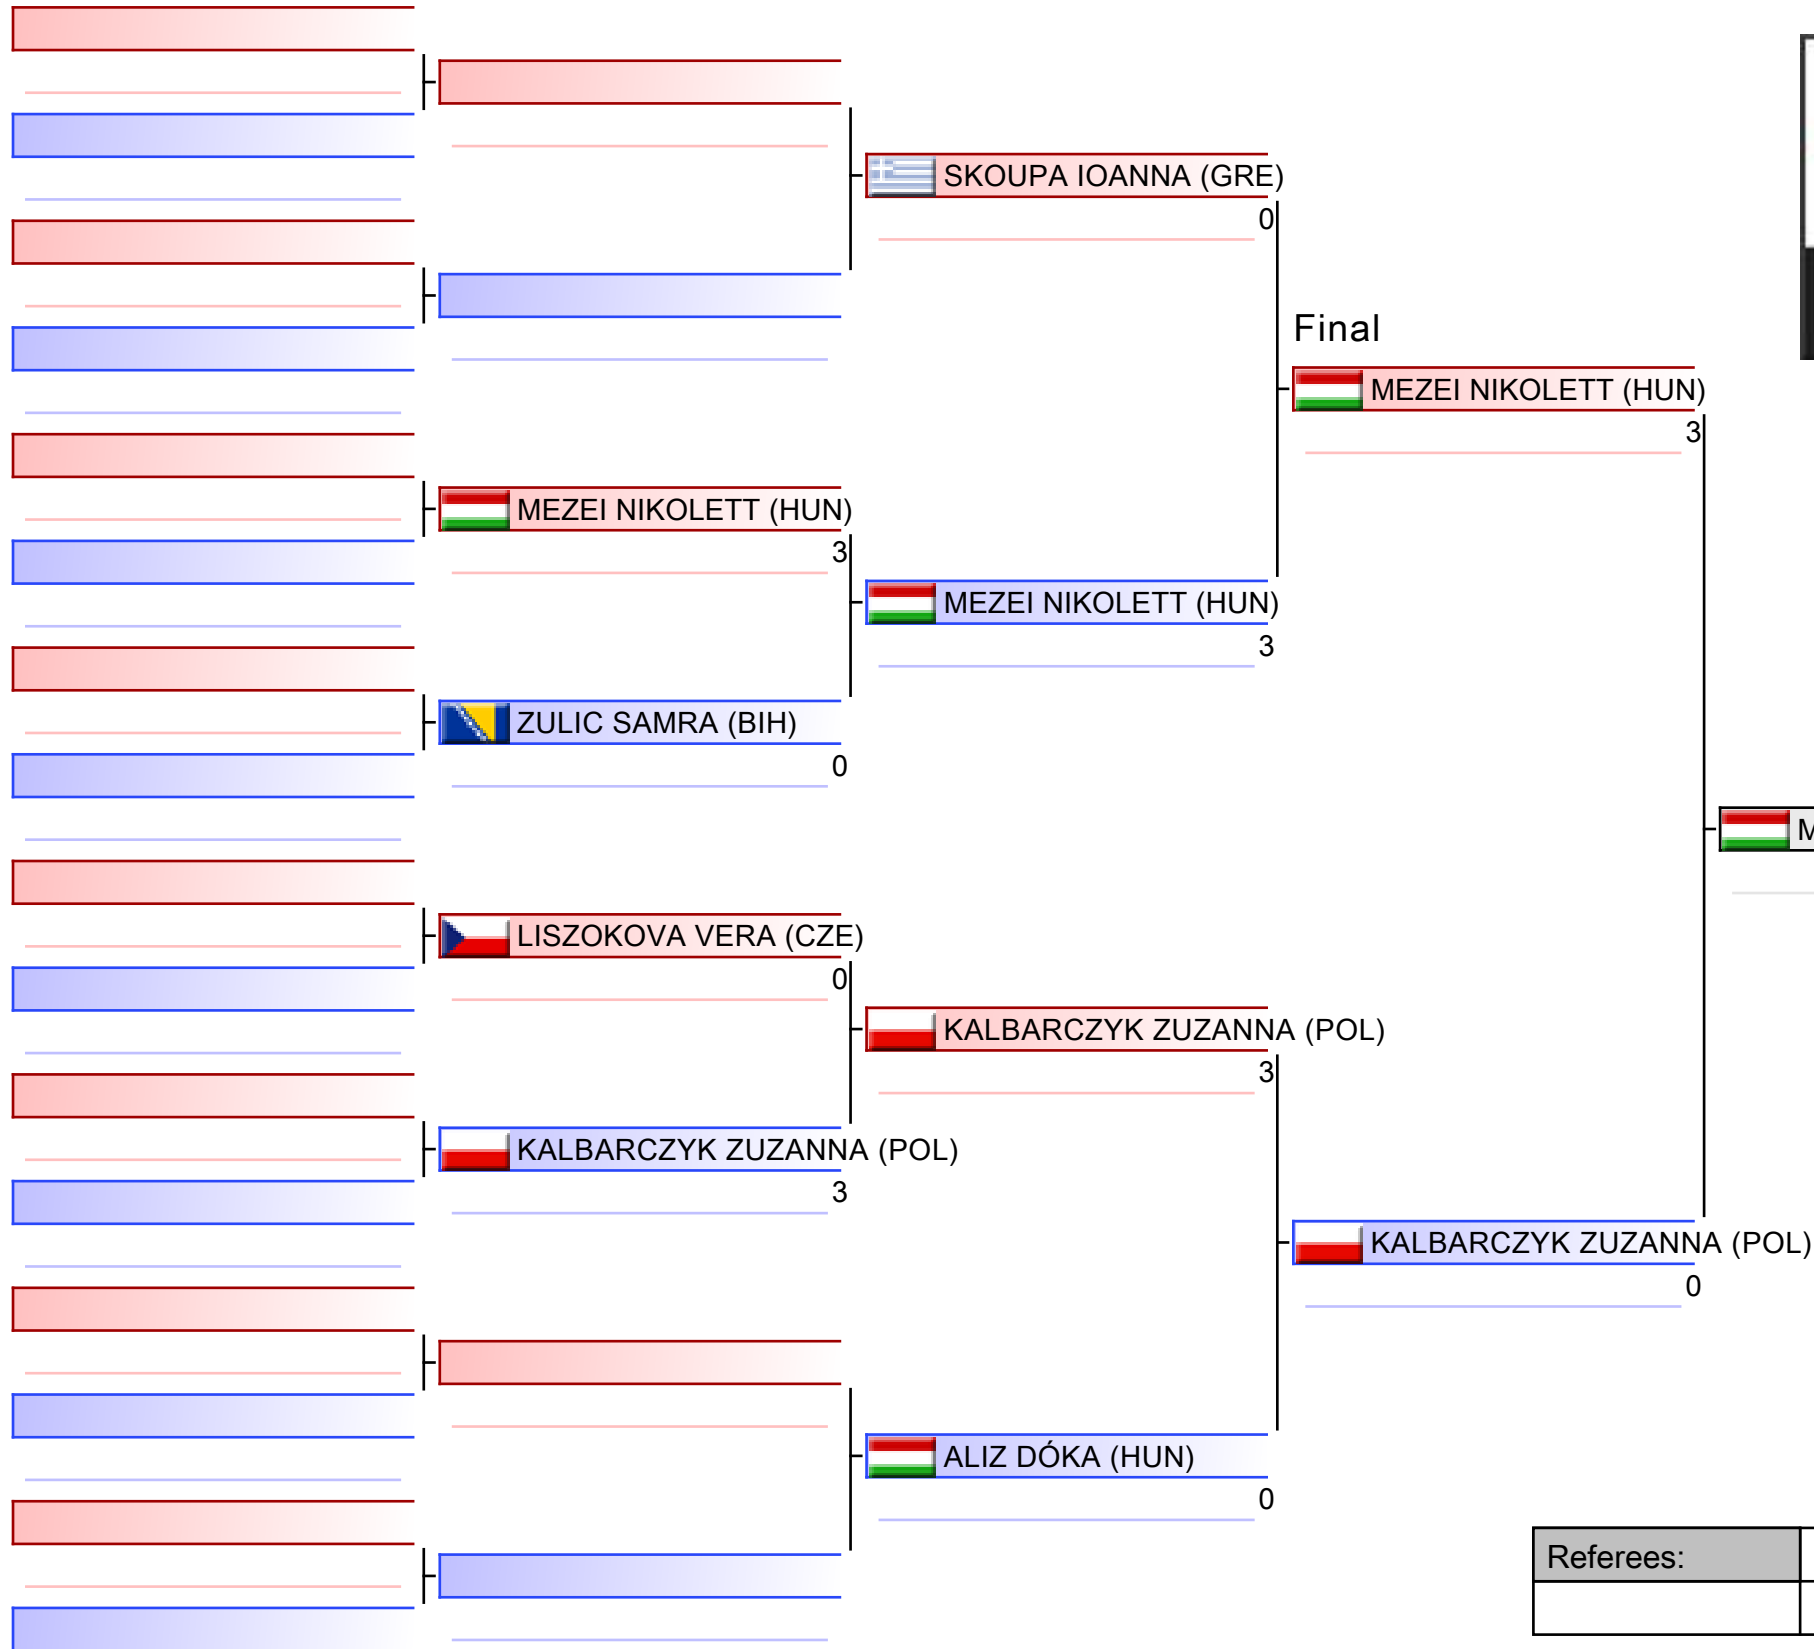 SKOUPA IOANNA (GRE)
0
Final
MEZEI NIKOLETT (HUN)
3
MEZEI NIKOLETT (HUN)
3
MEZEI NIKOLETT (HUN)
3
ZULIC SAMRA (BIH)
0
M
LISZOKOVA VERA (CZE)
0
KALBARCZYK ZUZANNA (POL)
3
KALBARCZYK ZUZANNA (POL)
3
KALBARCZYK ZUZANNA (POL)
0
ALIZ DÓKA (HUN)
0
Referees: